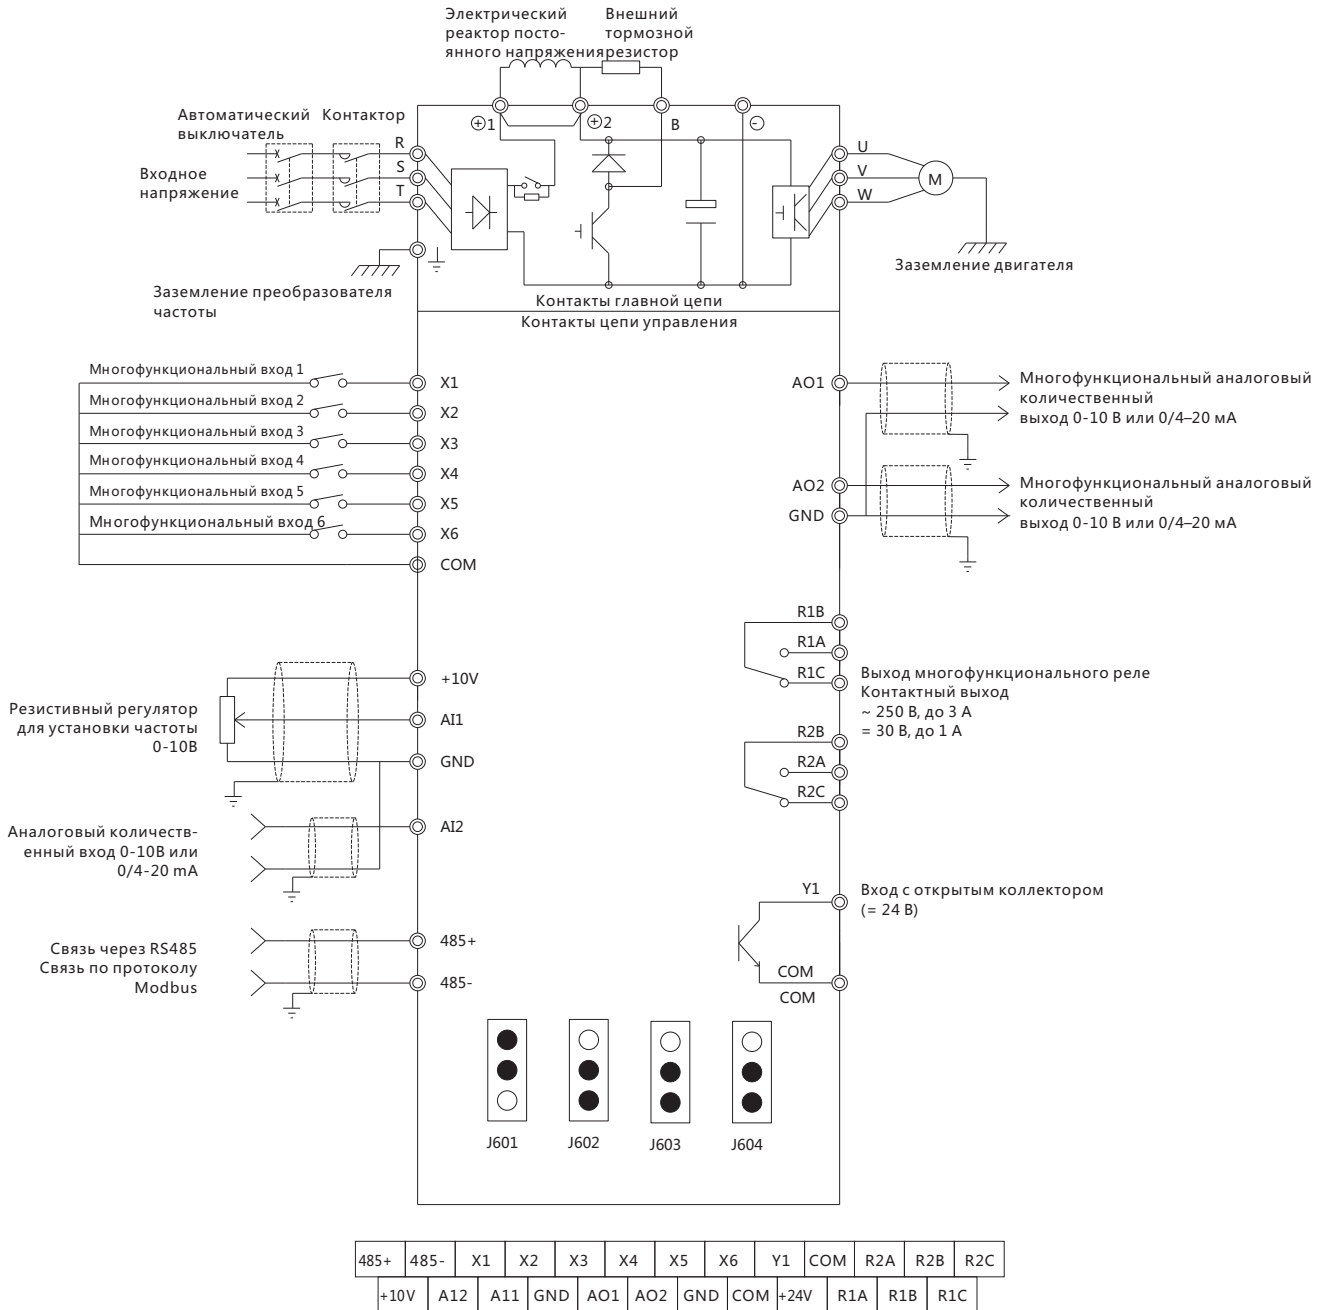 Электрический
реактор посто-
янного напряжения
Внешний
тормозной
резистор
Автоматический
выключатель
Контактор
Входное
напряжение
R
S
T
⊕1
⊕2
B
⊖
U
V
W
M
Заземление двигателя
Заземление преобразователя
частоты
Контакты главной цепи
Контакты цепи управления
Многофункциональный вход 1
Многофункциональный вход 2
Многофункциональный вход 3
Многофункциональный вход 4
Многофункциональный вход 5
Многофункциональный вход 6
X1
X2
X3
X4
X5
X6
COM
AO1
Многофункциональный аналоговый
количественный
выход 0-10 В или 0/4–20 мА
AO2
GND
Многофункциональный аналоговый
количественный
выход 0-10 В или 0/4–20 мА
R1B
R1A
R1C
R2B
R2A
R2C
Выход многофункционального реле
Контактный выход
~ 250 В, до 3 А
= 30 В, до 1 А
Резистивный регулятор
для установки частоты
0-10В
+10V
AI1
GND
Аналоговый количеств-
енный вход 0-10В или
0/4-20 mA
AI2
Связь через RS485
Связь по протоколу
Modbus
485+
485-
Y1
COM
COM
Вход с открытым коллектором
(= 24 В)
J601 J602 J603 J604
485+ 485- X1 X2 X3 X4 X5 X6 Y1 COM R2A R2B R2C
+10V A12 A11 GND AO1 AO2 GND COM +24V R1A R1B R1C